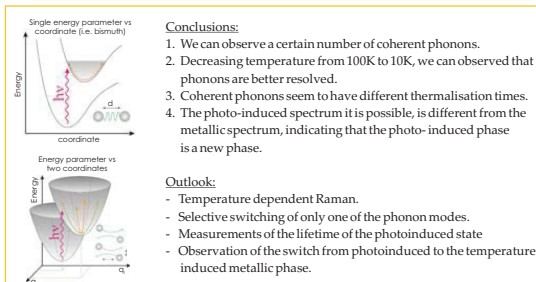 Single energy parameter vs
coordinate (i.e. bismuth)
Energy
hν
d
coordinate
Energy parameter vs
two coordinates
Energy
hν
q
Conclusions:
1. We can observe a certain number of coherent phonons.
2. Decreasing temperature from 100K to 10K, we can observed that
phonons are better resolved.
3. Coherent phonons seem to have different thermalisation times.
4. The photo-induced spectrum it is possible, is different from the
metallic spectrum, indicating that the photo- induced phase
is a new phase.
Outlook:
- Temperature dependent Raman.
- Selective switching of only one of the phonon modes.
- Measurements of the lifetime of the photoinduced state
- Observation of the switch from photoinduced to the temperature
induced metallic phase.